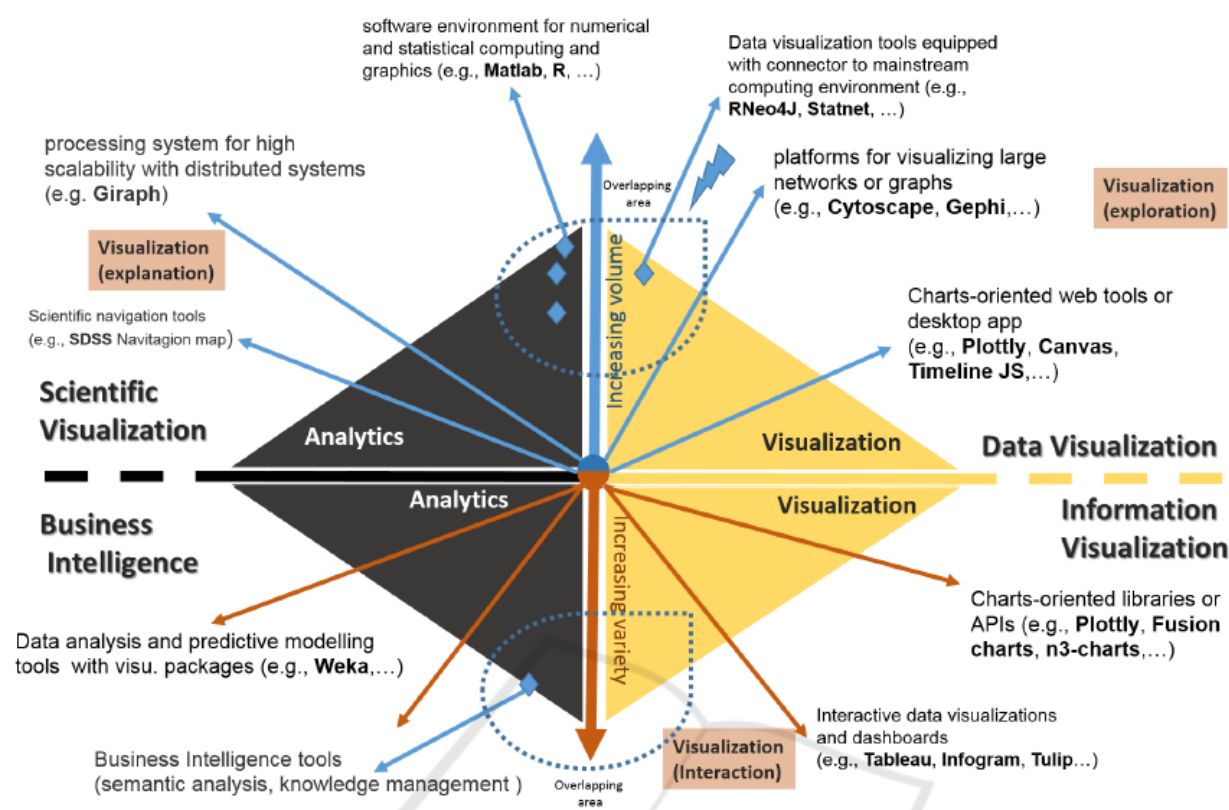 software environment for numerical
and statistical computing and
graphics (e.g., Matlab, R, …)
Data visualization tools equipped
with connector to mainstream
computing environment (e.g.,
RNeo4J, Statnet, …)
processing system for high
scalability with distributed systems
(e.g. Giraph)
Overlapping
area
platforms for visualizing large
networks or graphs
(e.g., Cytoscape, Gephi,…)
Visualization
(exploration)
Visualization
(explanation)
Increasing volume
Scientific navigation tools
(e.g., SDSS Navitagion map)
Charts-oriented web tools or
desktop app
(e.g., Plottly, Canvas,
Timeline JS,…)
Scientific
Visualization
Analytics
Visualization
Data Visualization
Business
Intelligence
Analytics
Visualization
Information
Visualization
Increasing variety
Data analysis and predictive modelling
tools with visu. packages (e.g., Weka,…)
Charts-oriented libraries or
APIs (e.g., Plottly, Fusion
charts, n3-charts,…)
Business Intelligence tools
(semantic analysis, knowledge management )
Overlapping
area
Visualization
(Interaction)
Interactive data visualizations
and dashboards
(e.g., Tableau, Infogram, Tulip…)